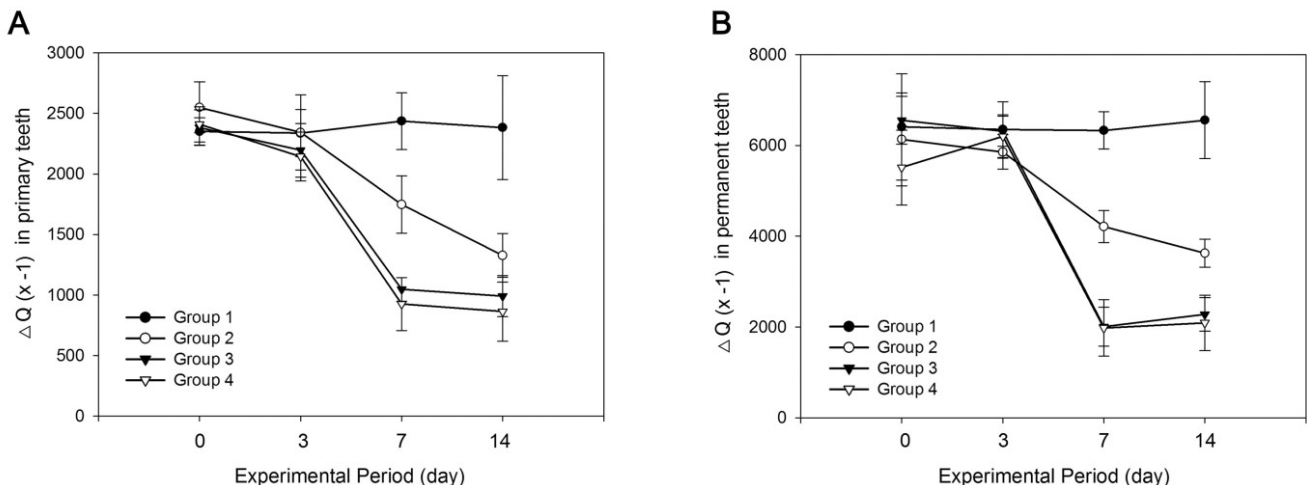 A
3000
2500
2000
1500
1000
500
0
△ Q (x -1) in primary teeth
Group 1
Group 2
Group 3
Group 4
0 3 7 14
Experimental Period (day)
B
8000
6000
4000
2000
0
△ Q (x -1) in permanent teeth
Group 1
Group 2
Group 3
Group 4
0 3 7 14
Experimental Period (day)